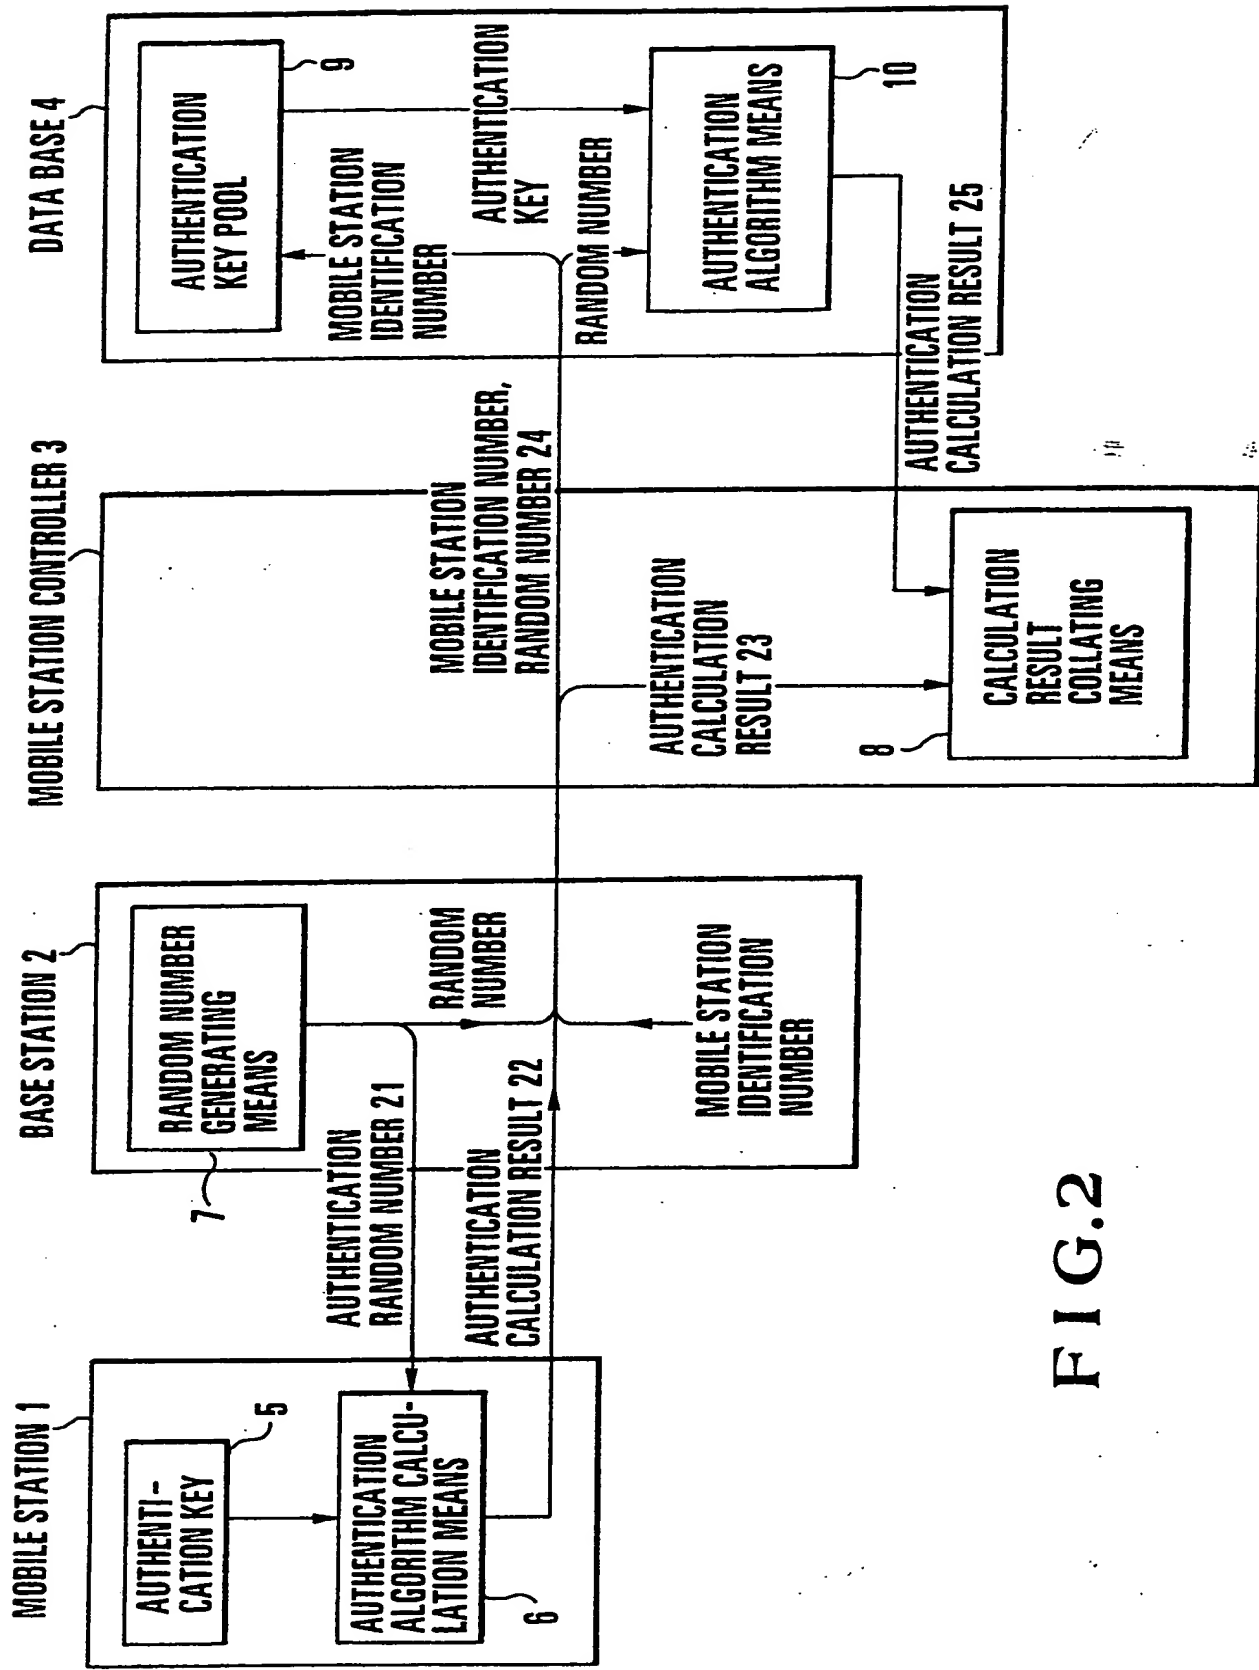 MOBILE STATION 1
AUTHENTI-
CATION KEY
5
AUTHENTICATION
ALGORITHM CALCU-
LATION MEANS
6
AUTHENTICATION
RANDOM NUMBER 21
AUTHENTICATION
CALCULATION RESULT 22
BASE STATION 2
RANDOM NUMBER
GENERATING
MEANS
7
RANDOM
NUMBER
MOBILE STATION
IDENTIFICATION
NUMBER
MOBILE STATION CONTROLLER 3
MOBILE STATION
IDENTIFICATION NUMBER,
RANDOM NUMBER 24
AUTHENTICATION
CALCULATION
RESULT 23
8
CALCULATION
RESULT
COLLATING
MEANS
DATA BASE 4
AUTHENTICATION
KEY POOL
9
MOBILE STATION
IDENTIFICATION
NUMBER
AUTHENTICATION
KEY
RANDOM NUMBER
AUTHENTICATION
ALGORITHM MEANS
10
AUTHENTICATION
CALCULATION RESULT 25
FIG.2